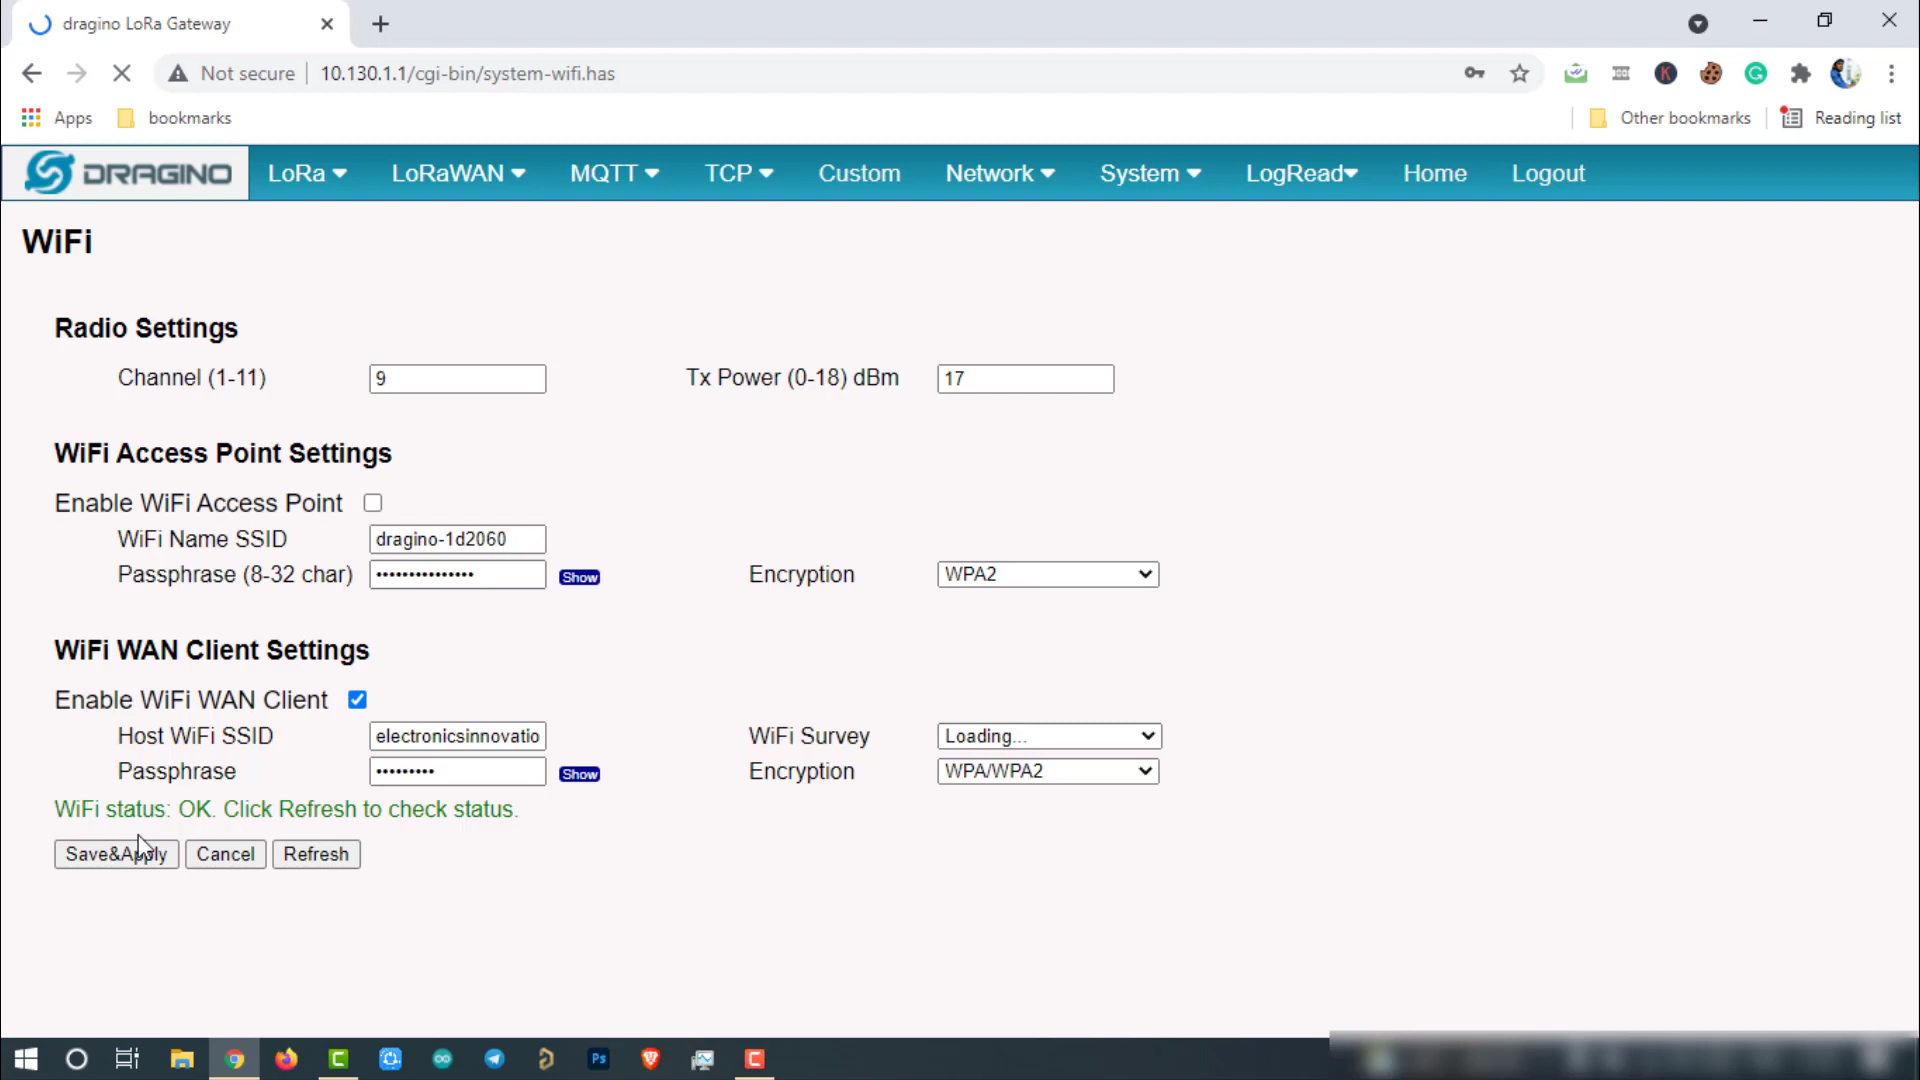 dragino LoRa Gateway
Not secure 10.130.1.1/cgi-bin/system-wifi.has
Apps bookmarks Other bookmarks Reading list
DRAGINO LoRa LoRaWAN MQTT TCP Custom Network System LogRead Home Logout
WiFi
Radio Settings
Channel (1-11) 9 Tx Power (0-18) dBm 17
WiFi Access Point Settings
Enable WiFi Access Point
WiFi Name SSID dragino-1d2060
Passphrase (8-32 char) ••••••••••••••• Show Encryption WPA2
WiFi WAN Client Settings
Enable WiFi WAN Client
Host WiFi SSID electronicsinnovatio WiFi Survey Loading...
Passphrase ••••••••• Show Encryption WPA/WPA2
WiFi status: OK. Click Refresh to check status.
Save&Apply Cancel Refresh